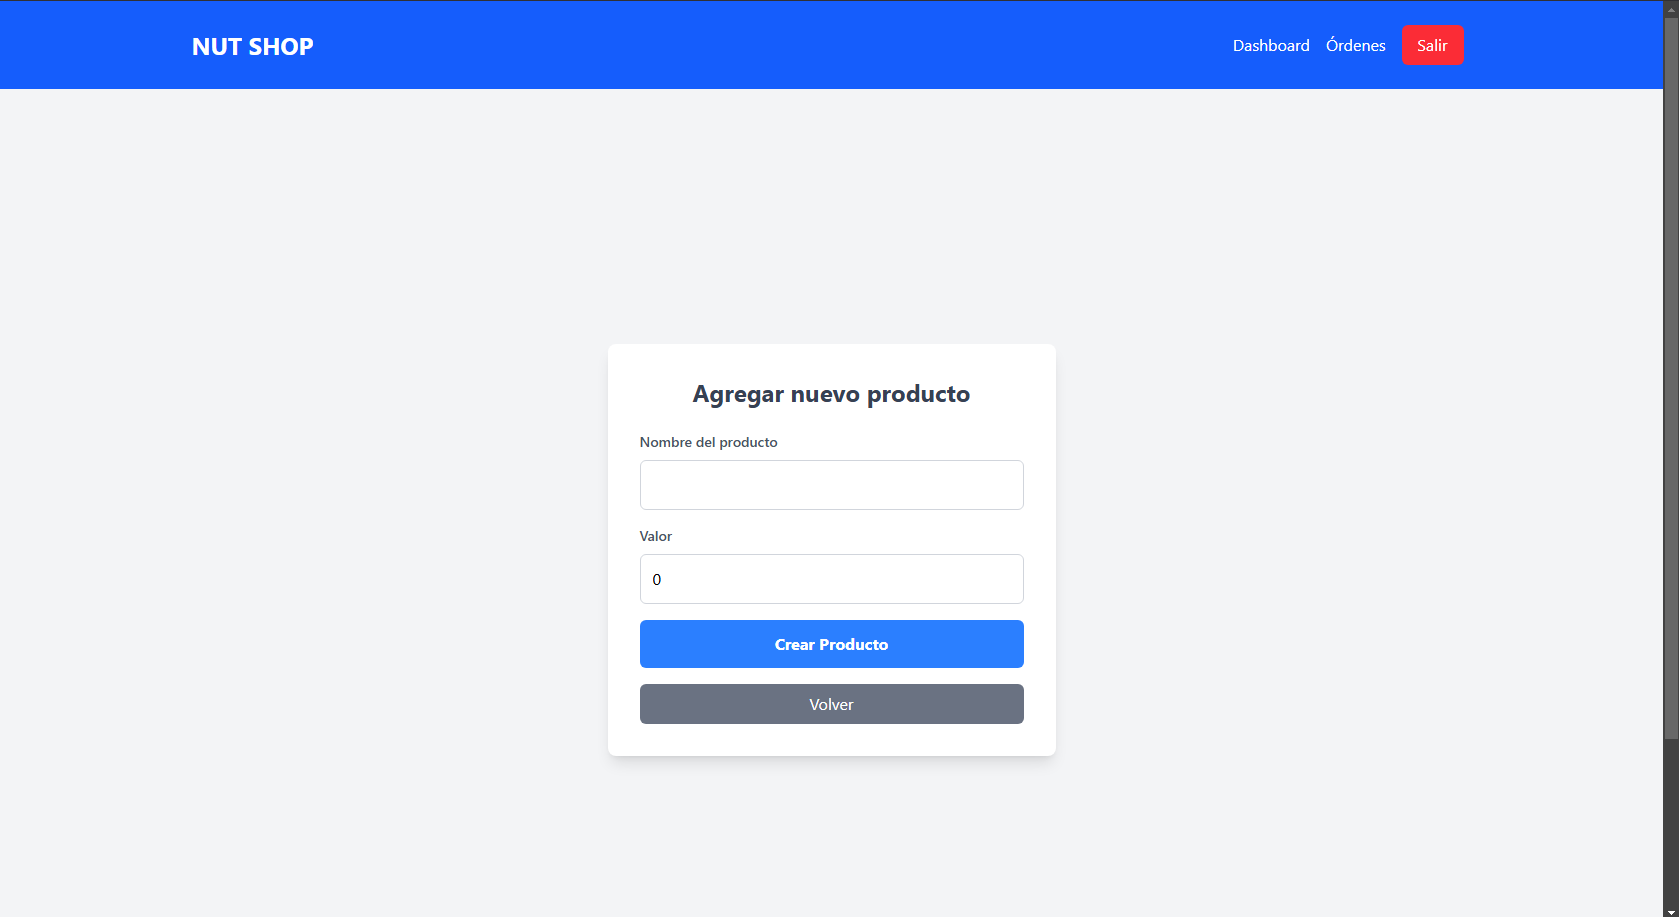 NUT SHOP
Dashboard Órdenes Salir
Agregar nuevo producto
Nombre del producto
Valor
0
Crear Producto
Volver